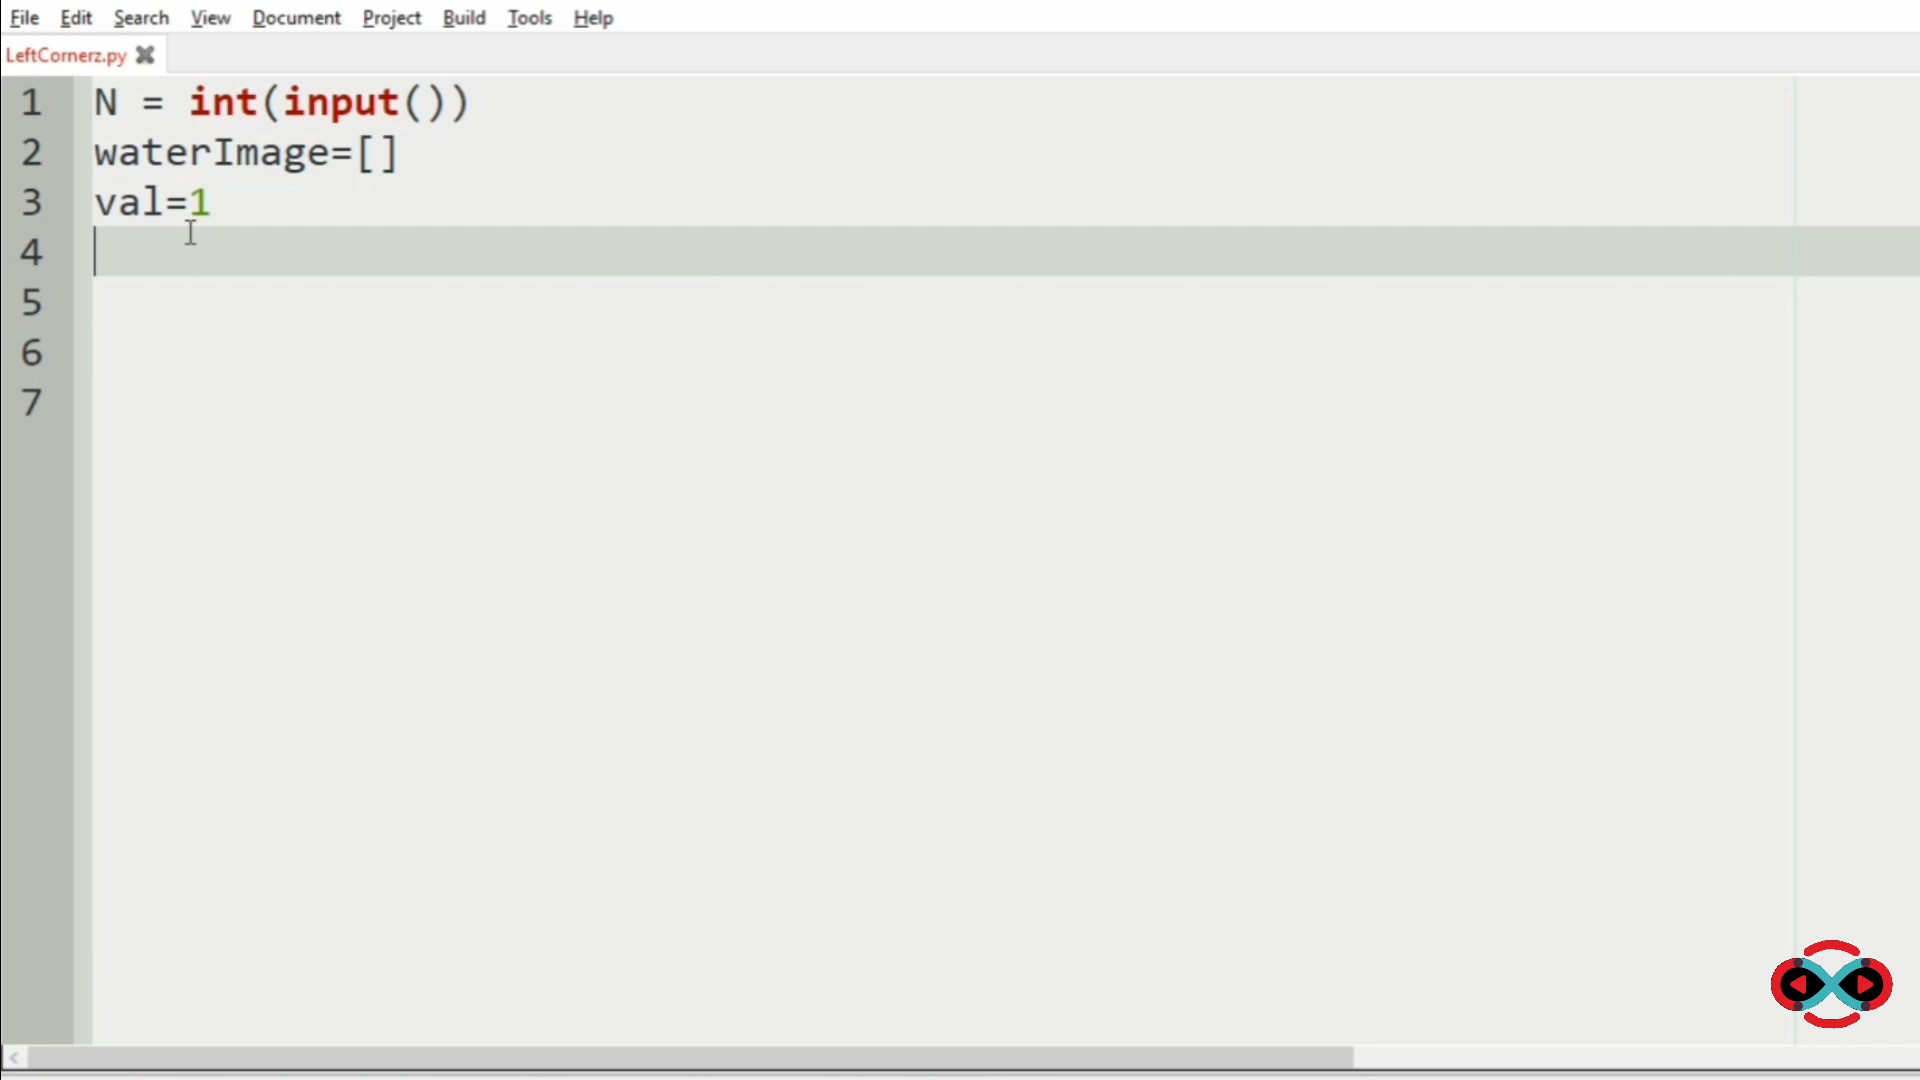 File Edit Search View Document Project Build Tools Help
LeftCornerz.py
1 N = int(input())
2 waterImage=[]
3 val=1
4
5
6
7